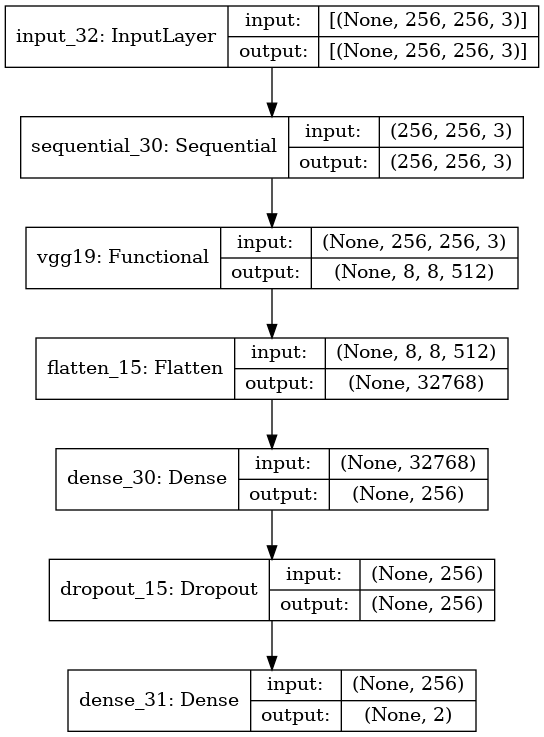 input_32: InputLayer
input: [(None, 256, 256, 3)]
output: [(None, 256, 256, 3)]
sequential_30: Sequential
input: (256, 256, 3)
output: (256, 256, 3)
vgg19: Functional
input: (None, 256, 256, 3)
output: (None, 8, 8, 512)
flatten_15: Flatten
input: (None, 8, 8, 512)
output: (None, 32768)
dense_30: Dense
input: (None, 32768)
output: (None, 256)
dropout_15: Dropout
input: (None, 256)
output: (None, 256)
dense_31: Dense
input: (None, 256)
output: (None, 2)